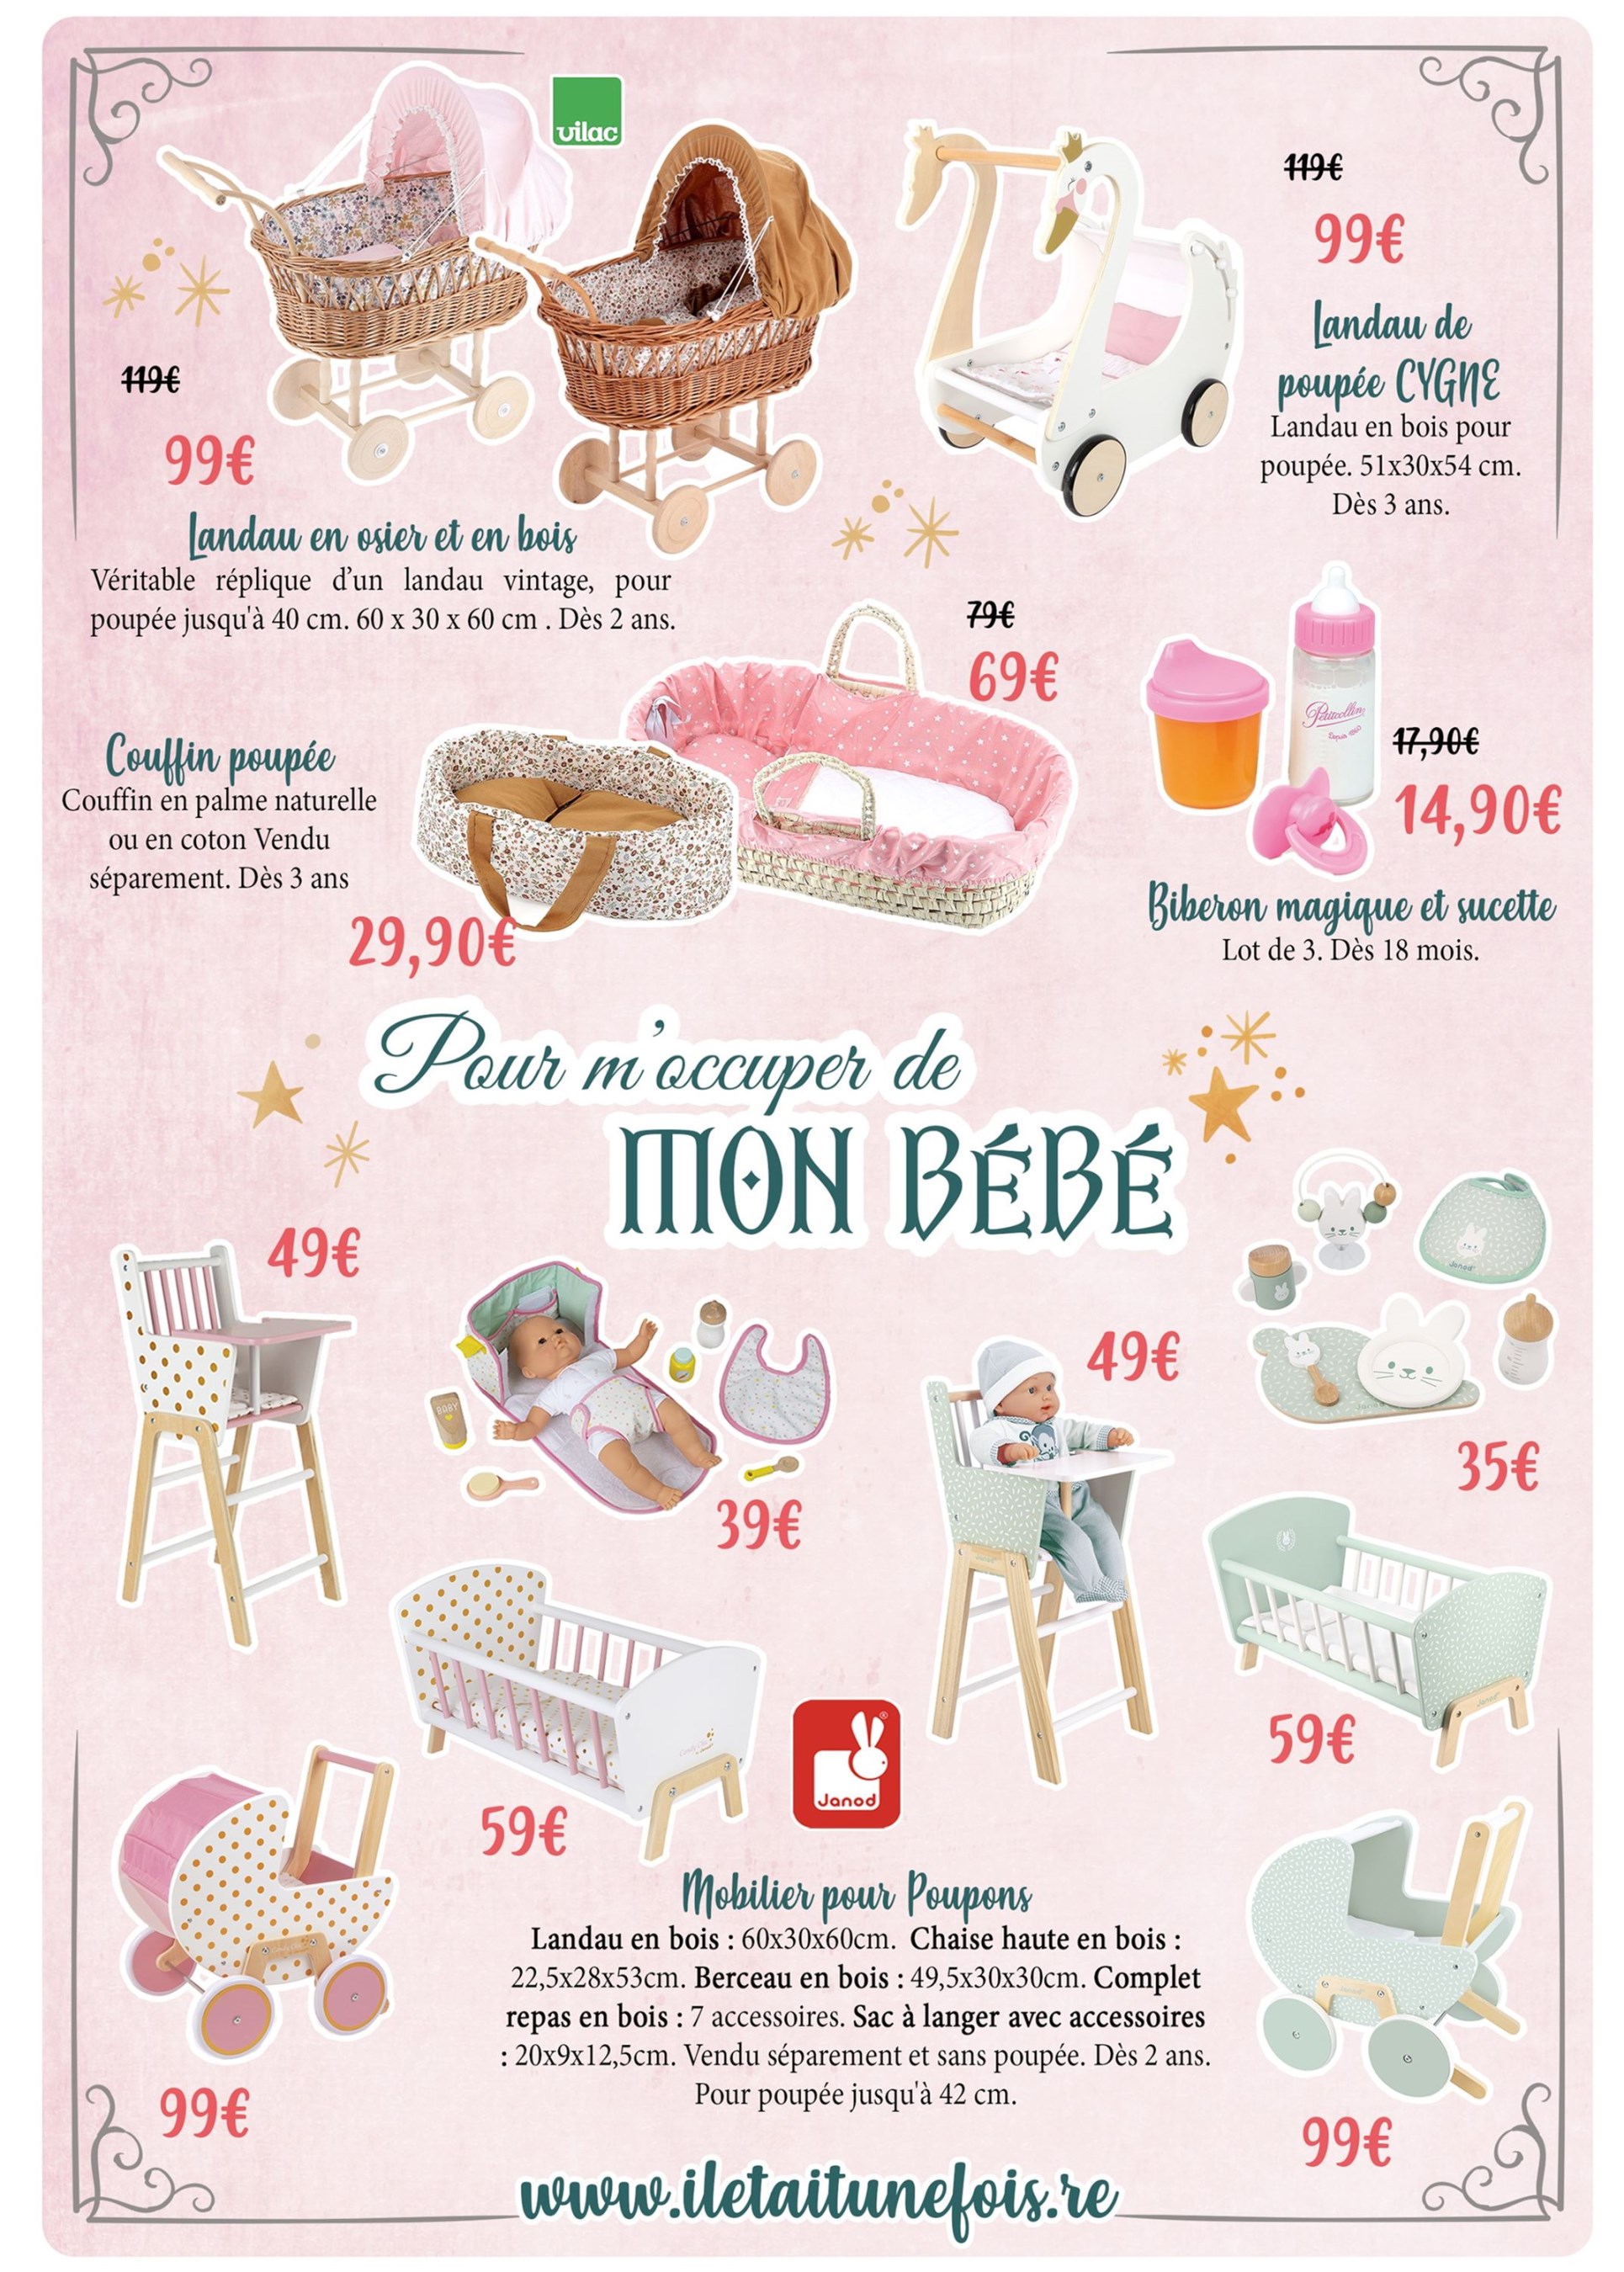 vilac
119€
99€
Landau en osier et en bois
Véritable réplique d'un landau vintage, pour
poupée jusqu'à 40 cm. 60 x 30 x 60 cm . Dès 2 ans.
119€
99€
Landau de
poupée CYGNE
Landau en bois pour
poupée. 51x30x54 cm.
Dès 3 ans.
79€
69€
Couffin poupée
Couffin en palme naturelle
ou en coton Vendu
séparement. Dès 3 ans
29,90€
Petitcollin
Depuis 1860
17,90€
14,90€
Biberon magique et sucette
Lot de 3. Dès 18 mois.
Pour m'occuper de
MON BÉBÉ
49€
BABY
39€
49€
Janod
35€
59€
59€
Janod
99€
Mobilier pour Poupons
Landau en bois : 60x30x60cm. Chaise haute en bois :
22,5x28x53cm. Berceau en bois : 49,5x30x30cm. Complet
repas en bois : 7 accessoires. Sac à langer avec accessoires
: 20x9x12,5cm. Vendu séparement et sans poupée. Dès 2 ans.
Pour poupée jusqu'à 42 cm.
99€
www.iletaitunefois.re